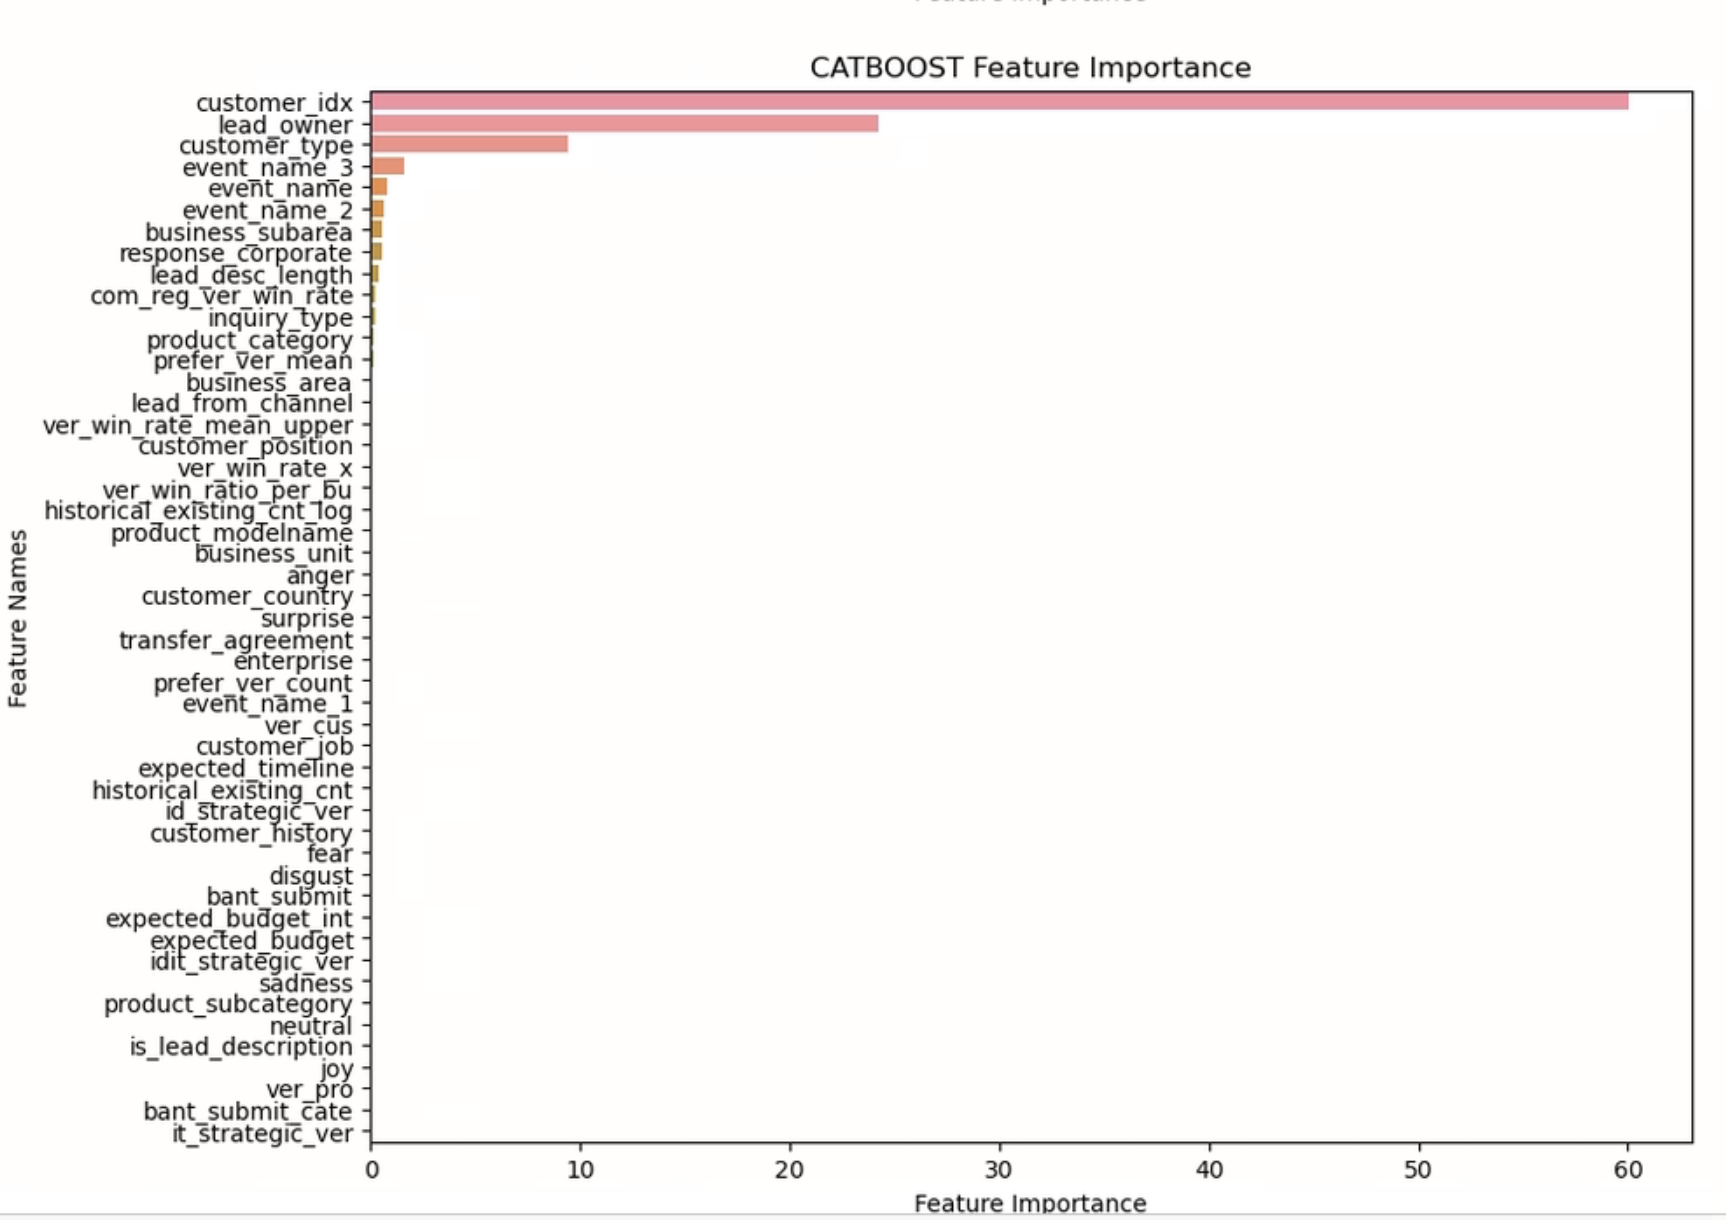 Feature Importance
CATBOOST Feature Importance
customer_idx
lead_owner
customer_type
event_name_3
event_name
event_name_2
business_subarea
response_corporate
lead_desc_length
com_reg_ver_win_rate
inquiry_type
product_category
prefer_ver_mean
business_area
lead_from_channel
ver_win_rate_mean_upper
customer_position
ver_win_rate_x
ver_win_ratio_per_bu
historical_existing_cnt_log
product_modelname
business_unit
anger
customer_country
surprise
transfer_agreement
enterprise
prefer_ver_count
event_name_1
ver_cus
customer_job
expected_timeline
historical_existing_cnt
id_strategic_ver
customer_history
fear
disgust
bant_submit
expected_budget_int
expected_budget
idit_strategic_ver
sadness
product_subcategory
neutral
is_lead_description
joy
ver_pro
bant_submit_cate
it_strategic_ver
Feature Names
0 10 20 30 40 50 60
Feature Importance